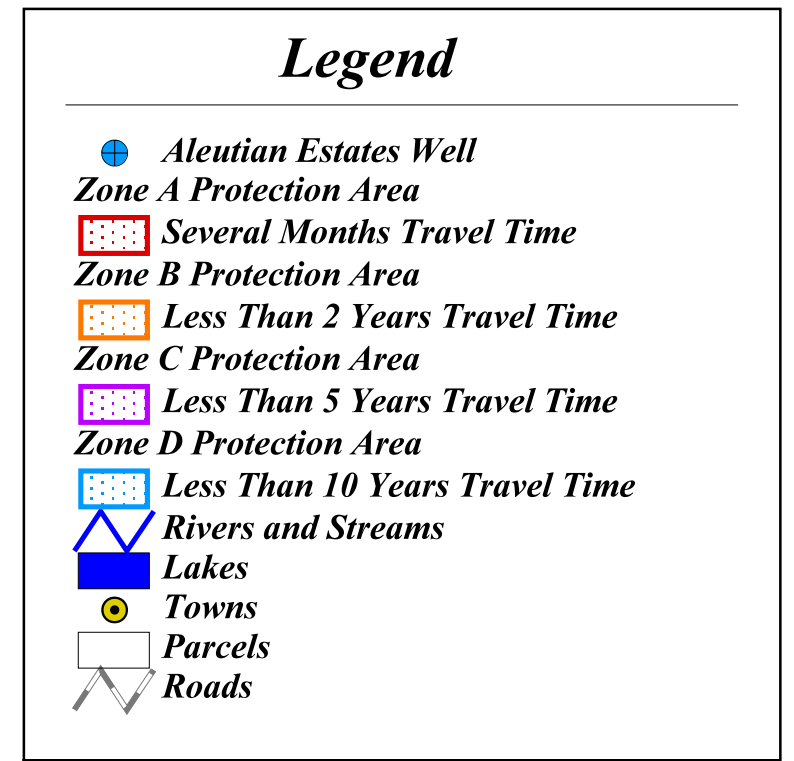 Legend
Aleutian Estates Well
Zone A Protection Area
Several Months Travel Time
Zone B Protection Area
Less Than 2 Years Travel Time
Zone C Protection Area
Less Than 5 Years Travel Time
Zone D Protection Area
Less Than 10 Years Travel Time
Rivers and Streams
Lakes
Towns
Parcels
Roads